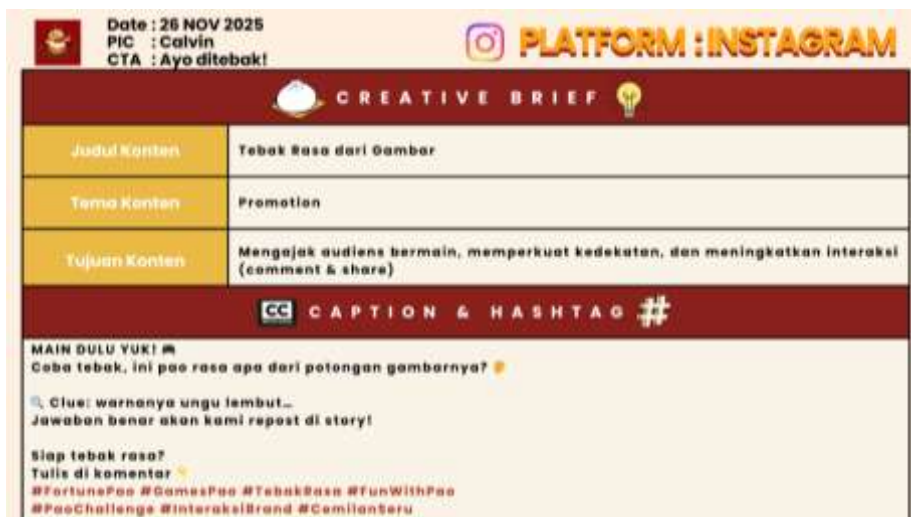 Date : 26 NOV 2025
PIC : Calvin
CTA : Ayo ditebak!
PLATFORM : INSTAGRAM
CREATIVE BRIEF
Judul Konten
Tebak Rasa dari Gambar
Tema Konten
Promotion
Tujuan Konten
Mengajak audiens bermain, memperkuat kedekatan, dan meningkatkan interaksi
(comment & share)
CC CAPTION & HASHTAG #
MAIN DULU YUK! 🎮
Coba tebak, ini pao rasa apa dari potongan gambarnya?
🔍 Clue: warnanya ungu lembut…
Jawaban benar akan kami repost di story!
Siap tebak rasa?
Tulis di komentar 👇
#FortunePao #GamesPao #TebakRasa #FunWithPao
#PaoChallenge #InteraksiBrand #CemilanSeru